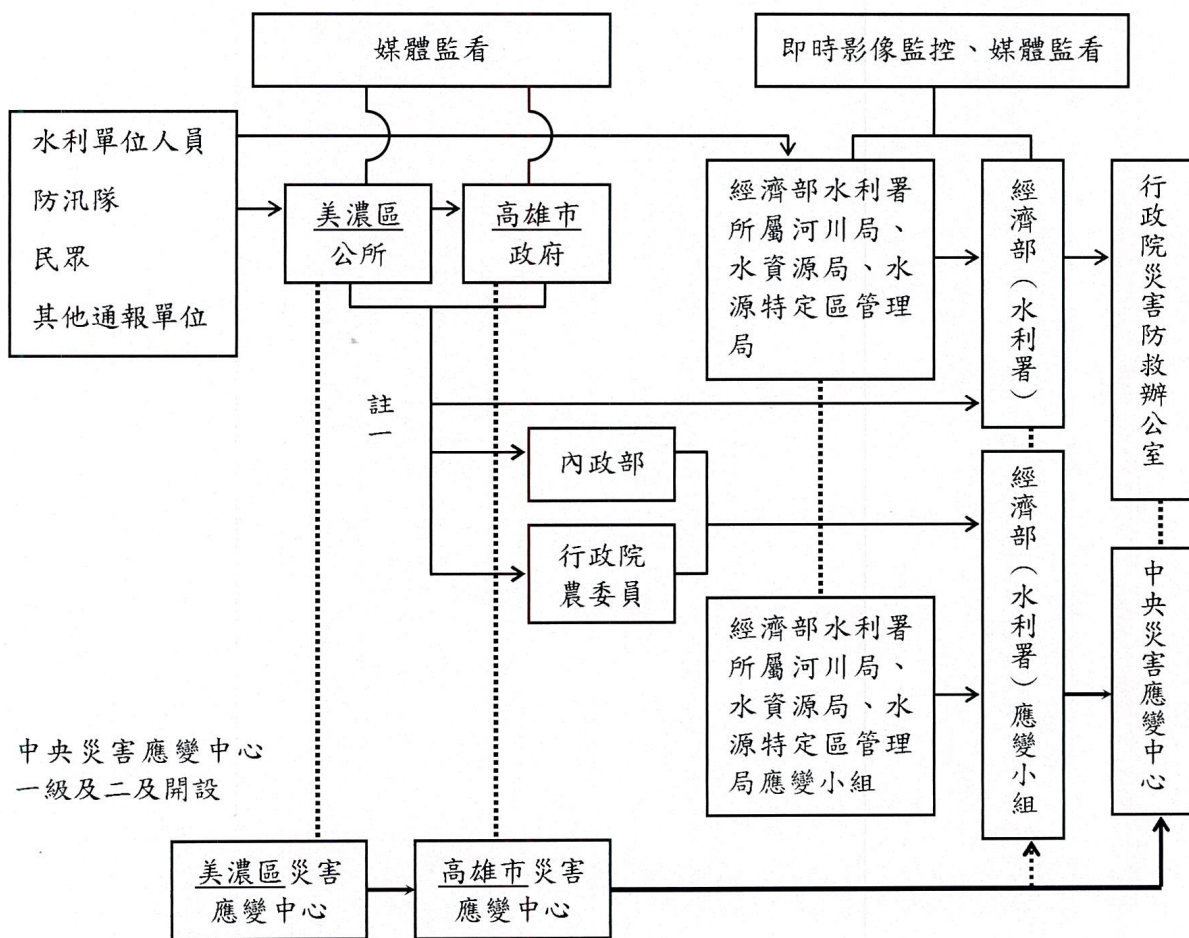 媒體監看
即時影像監控、媒體監看
水利單位人員
防汛隊
民眾
其他通報單位
美濃區
公所
高雄市
政府
經濟部水利署
所屬河川局、
水資源局、水
源特定區管理
局
經濟部（水利署）
行政院災害防救辦公室
註一
內政部
行政院
農委員
經濟部水利署
所屬河川局、
水資源局、水
源特定區管理
局應變小組
經濟部（水利署）應變小組
中央災害應變中心
中央災害應變中心
一級及二及開設
美濃區災害
應變中心
高雄市災害
應變中心